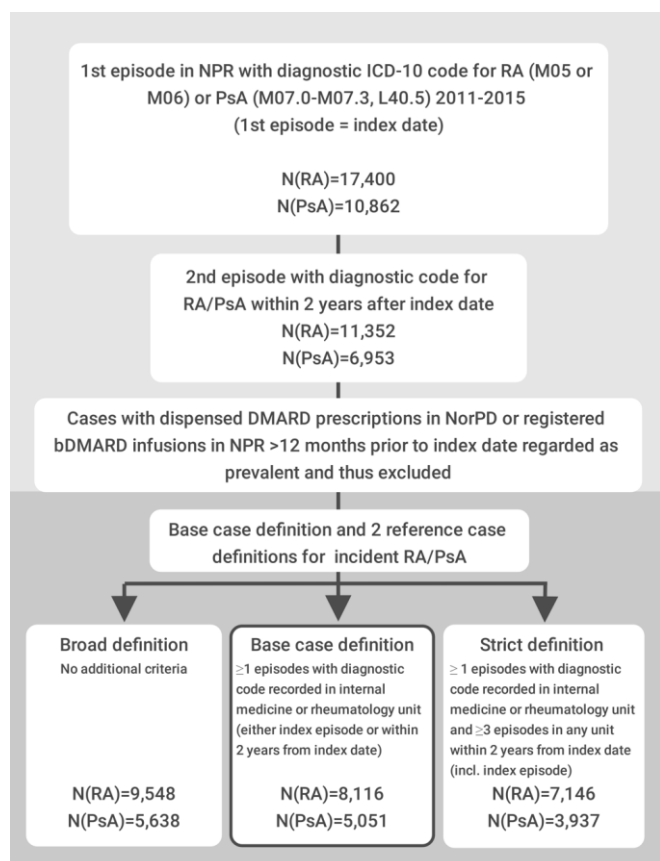 1st episode in NPR with diagnostic ICD-10 code for RA (M05 or
M06) or PsA (M07.0-M07.3, L40.5) 2011-2015
(1st episode = index date)
N(RA)=17,400
N(PsA)=10,862
2nd episode with diagnostic code for
RA/PsA within 2 years after index date
N(RA)=11,352
N(PsA)=6,953
Cases with dispensed DMARD prescriptions in NorPD or registered
bDMARD infusions in NPR >12 months prior to index date regarded as
prevalent and thus excluded
Base case definition and 2 reference case
definitions for incident RA/PsA
Broad definition
No additional criteria
N(RA)=9,548
N(PsA)=5,638
Base case definition
≥1 episodes with diagnostic
code recorded in internal
medicine or rheumatology unit
(either index episode or within
2 years from index date)
N(RA)=8,116
N(PsA)=5,051
Strict definition
≥ 1 episodes with diagnostic
code recorded in internal
medicine or rheumatology unit
and ≥3 episodes in any unit
within 2 years from index date
(incl. index episode)
N(RA)=7,146
N(PsA)=3,937